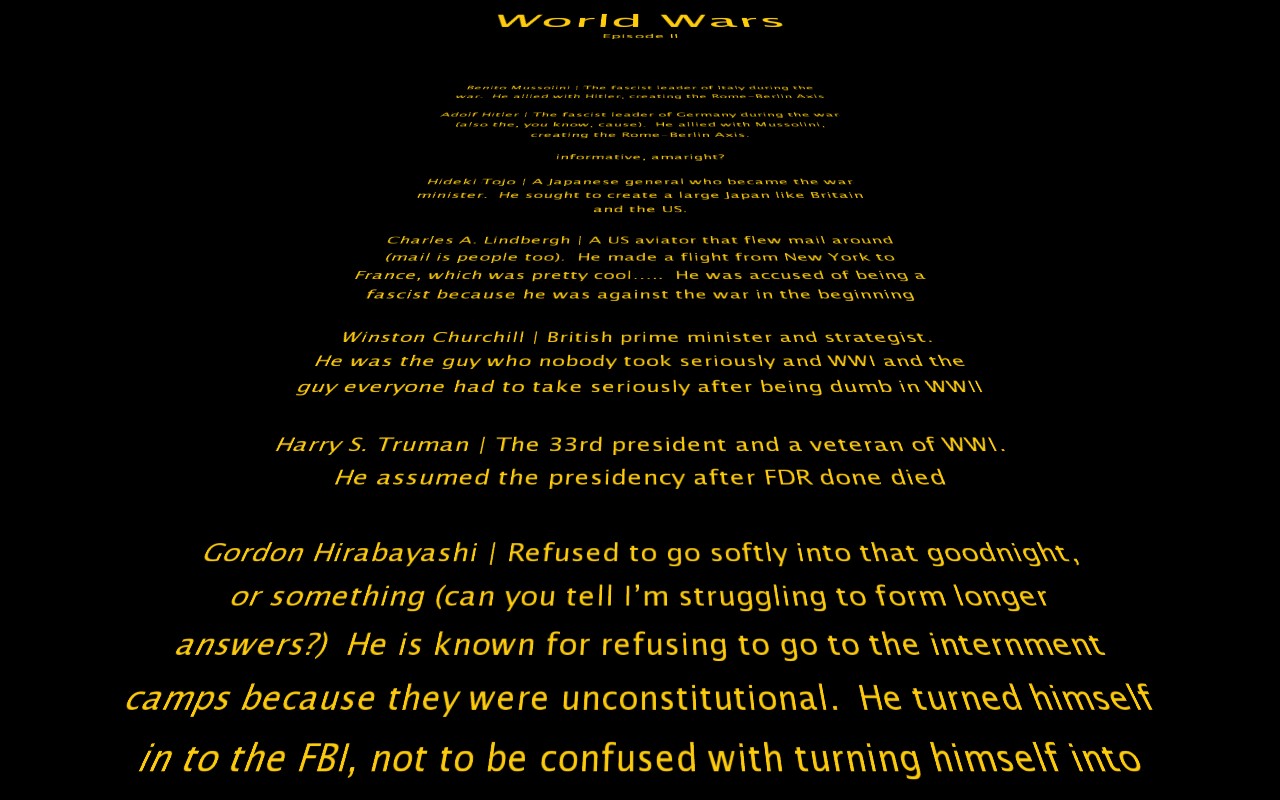 World Wars
Episode II
Benito Mussolini | The fascist leader of Italy during the
war.  He allied with Hitler, creating the Rome-Berlin Axis
Adolf Hitler | The fascist leader of Germany during the war
(also the, you know, cause).  He allied with Mussolini,
creating the Rome-Berlin Axis.
informative, amaright?
Hideki Tojo | A Japanese general who became the war
minister.  He sought to create a large Japan like Britain
and the US.
Charles A. Lindbergh | A US aviator that flew mail around
(mail is people too).  He made a flight from New York to
France, which was pretty cool…..  He was accused of being a
fascist because he was against the war in the beginning
Winston Churchill | British prime minister and strategist.
He was the guy who nobody took seriously and WWI and the
guy everyone had to take seriously after being dumb in WWII
Harry S. Truman | The 33rd president and a veteran of WWI.
He assumed the presidency after FDR done died
Gordon Hirabayashi | Refused to go softly into that goodnight,
or something (can you tell I’m struggling to form longer
answers?)  He is known for refusing to go to the internment
camps because they were unconstitutional.  He turned himself
in to the FBI, not to be confused with turning himself into